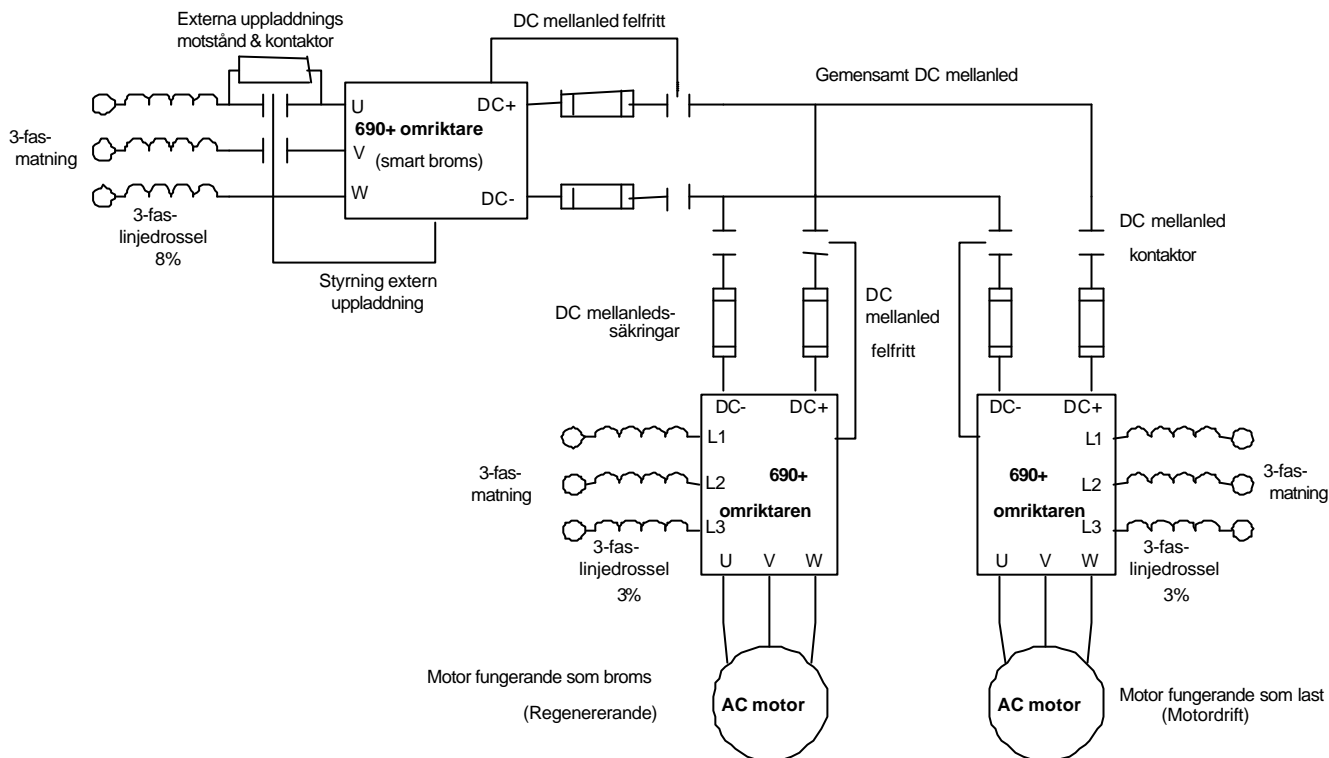 Externa uppladdnings
motstånd & kontaktor
DC mellanled felfritt
Gemensamt DC mellanled
3-fas-
matning
U
V
W
690+ omriktare
(smart broms)
DC+
DC-
3-fas-
linjedrossel
8%
Styrning extern
uppladdning
DC mellanled
kontaktor
DC mellanleds-
säkringar
DC
mellanled
felfritt
DC-
DC+
L1
L2
L3
690+
omriktaren
U
V
W
3-fas-
matning
3-fas-
linjedrossel
3%
DC-
DC+
L1
L2
L3
690+
omriktaren
U
V
W
3-fas-
matning
3-fas-
linjedrossel
3%
Motor fungerande som broms
(Regenererande)
AC motor
AC motor
Motor fungerande som last
(Motordrift)